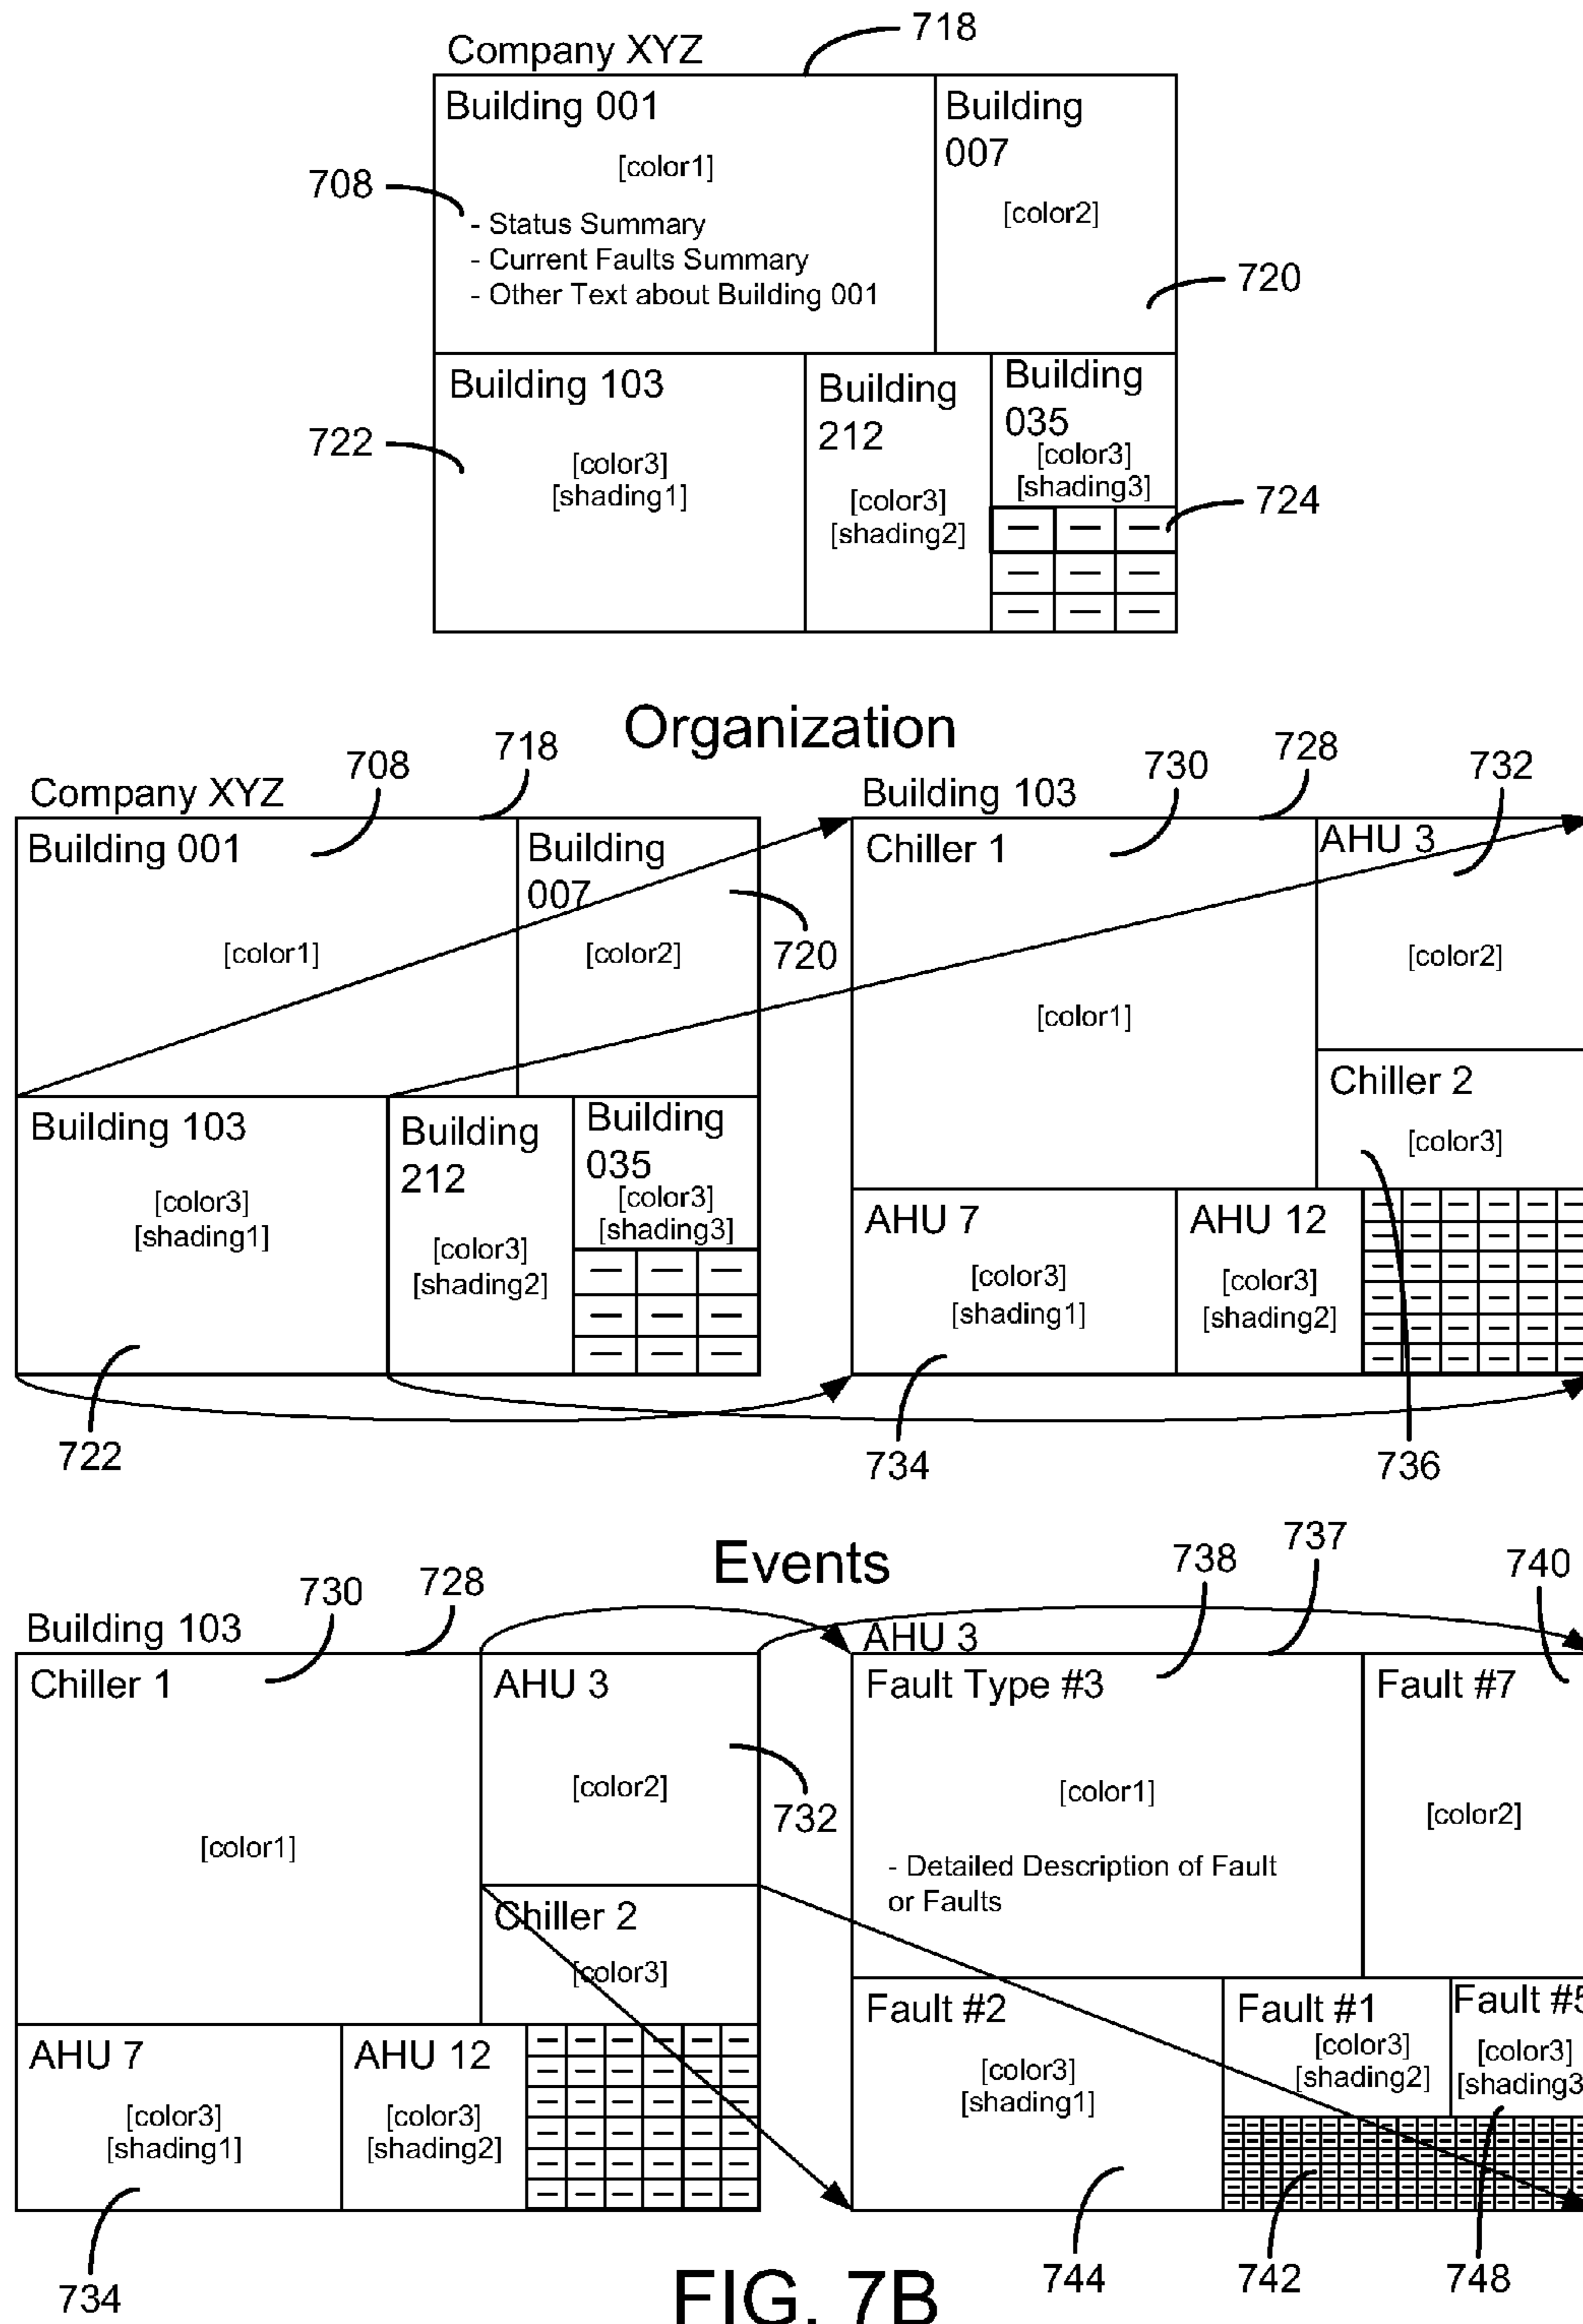 718
Company XYZ
Building 001
[color1]
708
- Status Summary
- Current Faults Summary
- Other Text about Building 001
Building
007
[color2]
720
Building 103
[color3]
[shading1]
722
Building
212
[color3]
[shading2]
Building
035
[color3]
[shading3]
724
Organization
Company XYZ
708
718
Building 001
[color1]
Building
007
[color2]
720
Building 103
[color3]
[shading1]
722
Building
212
[color3]
[shading2]
Building
035
[color3]
[shading3]
Building 103
730
728
732
Chiller 1
[color1]
AHU 3
[color2]
Chiller 2
[color3]
AHU 7
[color3]
[shading1]
734
AHU 12
[color3]
[shading2]
736
Events
Building 103
730
728
Chiller 1
[color1]
AHU 3
[color2]
732
Chiller 2
[color3]
AHU 7
[color3]
[shading1]
734
AHU 12
[color3]
[shading2]
AHU 3
738
737
740
Fault Type #3
[color1]
- Detailed Description of Fault
or Faults
Fault #7
[color2]
Fault #2
[color3]
[shading1]
744
Fault #1
[color3]
[shading2]
742
Fault #5
[color3]
[shading3
748
FIG. 7B